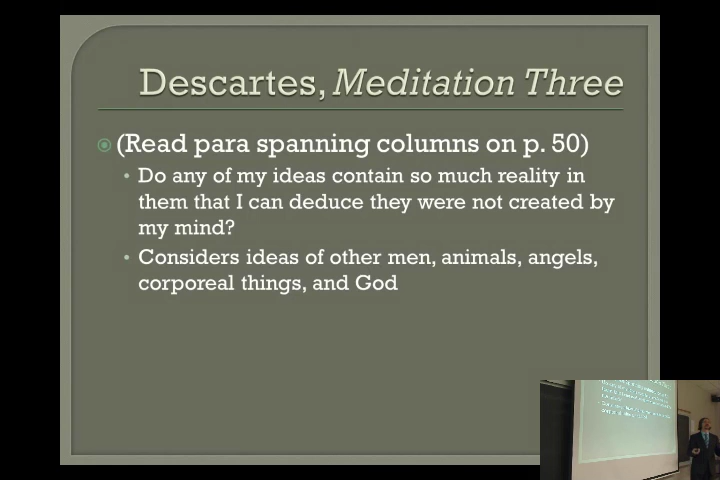 Descartes, Meditation Three
(Read para spanning columns on p. 50)
Do any of my ideas contain so much reality in
them that I can deduce they were not created by
my mind?
Considers ideas of other men, animals, angels,
corporeal things, and God